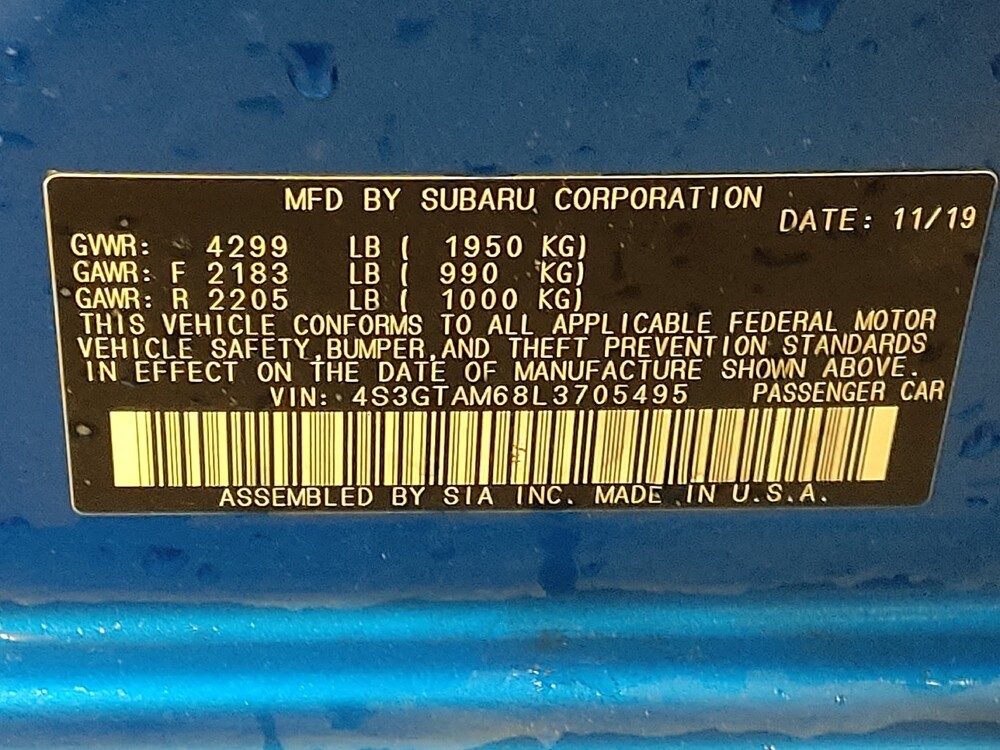 MFD BY SUBARU CORPORATION
DATE: 11/19
GVWR: 4299 LB ( 1950 KG)
GAWR: F 2183 LB ( 990 KG)
GAWR: R 2205 LB ( 1000 KG)
THIS VEHICLE CONFORMS TO ALL APPLICABLE FEDERAL MOTOR
VEHICLE SAFETY,BUMPER,AND THEFT PREVENTION STANDARDS
IN EFFECT ON THE DATE OF MANUFACTURE SHOWN ABOVE.
VIN: 4S3GTAM68L3705495 PASSENGER CAR
ASSEMBLED BY SIA INC. MADE IN U.S.A.